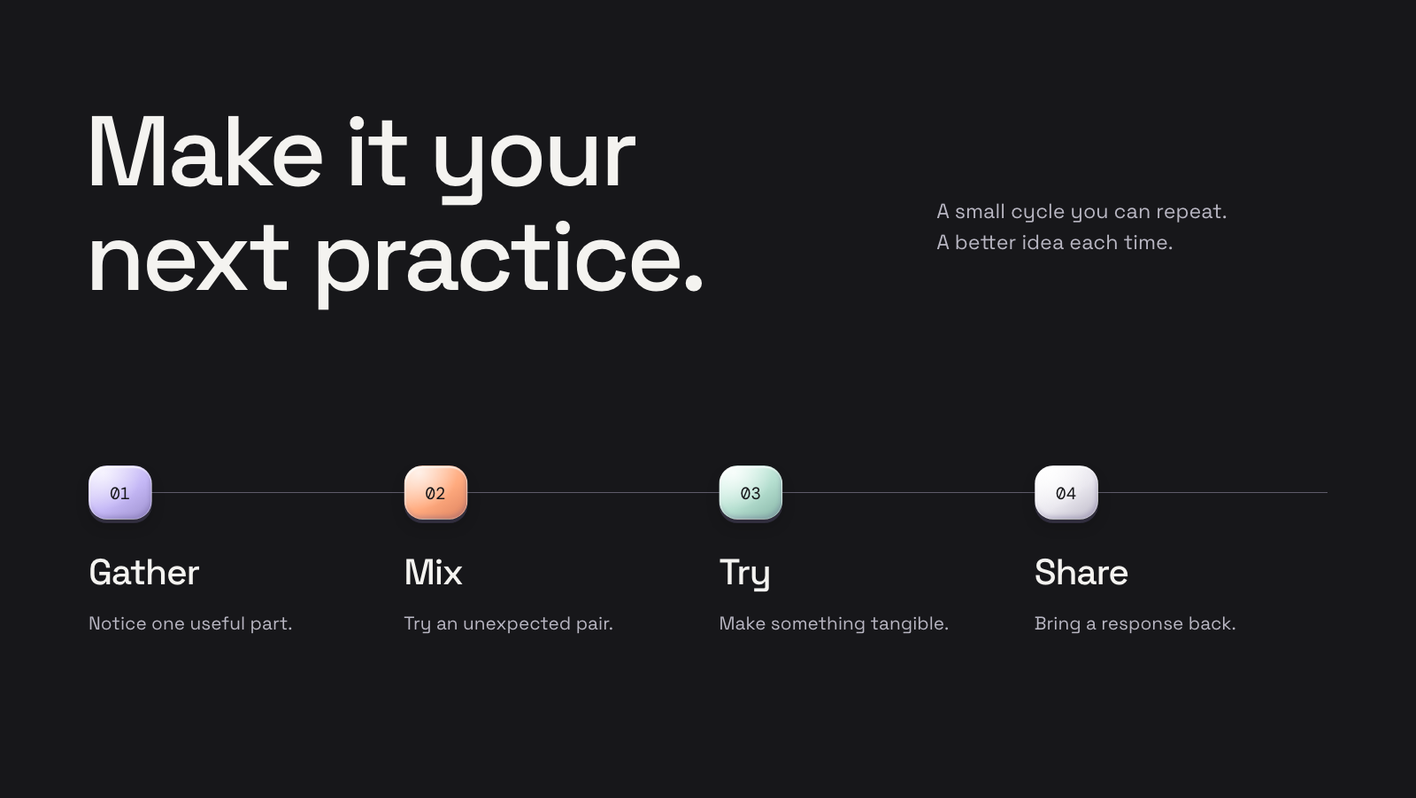 Make it your
next practice.
A small cycle you can repeat.
A better idea each time.
01
Gather
Notice one useful part.
02
Mix
Try an unexpected pair.
03
Try
Make something tangible.
04
Share
Bring a response back.